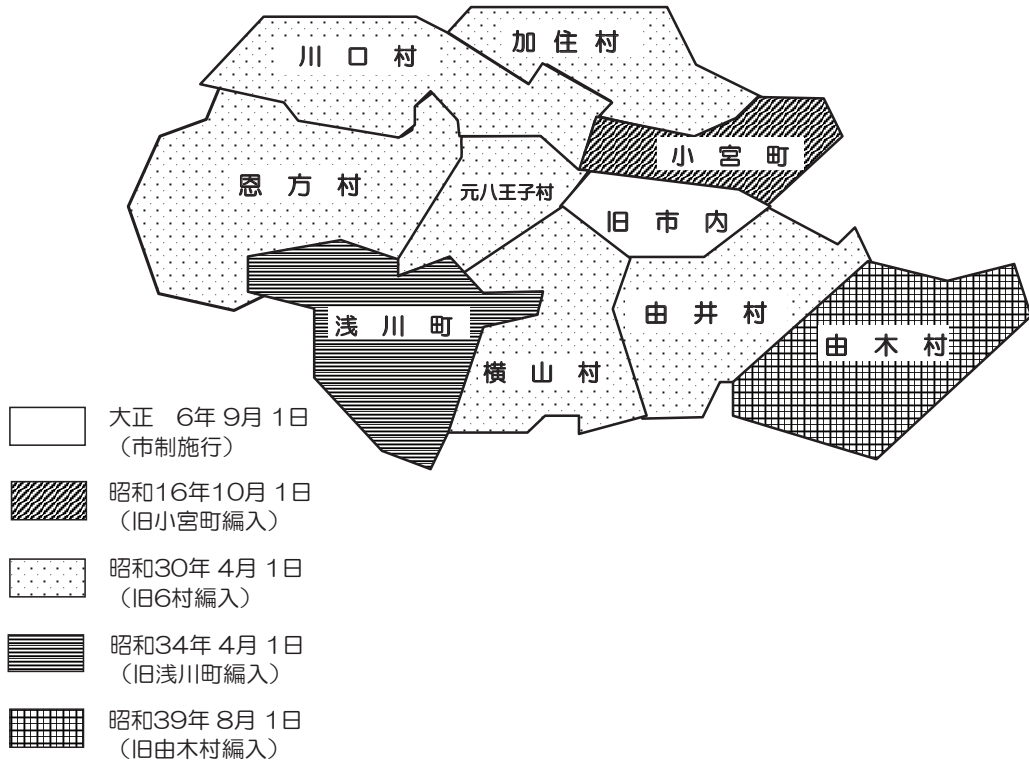 川口村
加住村
小宮町
恩方村
元八王子村
旧市内
由井村
浅川町
由木村
横山村
大正　6年 9月 1日
（市制施行）
昭和16年10月 1日
（旧小宮町編入）
昭和30年 4月 1日
（旧6村編入）
昭和34年 4月 1日
（旧浅川町編入）
昭和39年 8月 1日
（旧由木村編入）